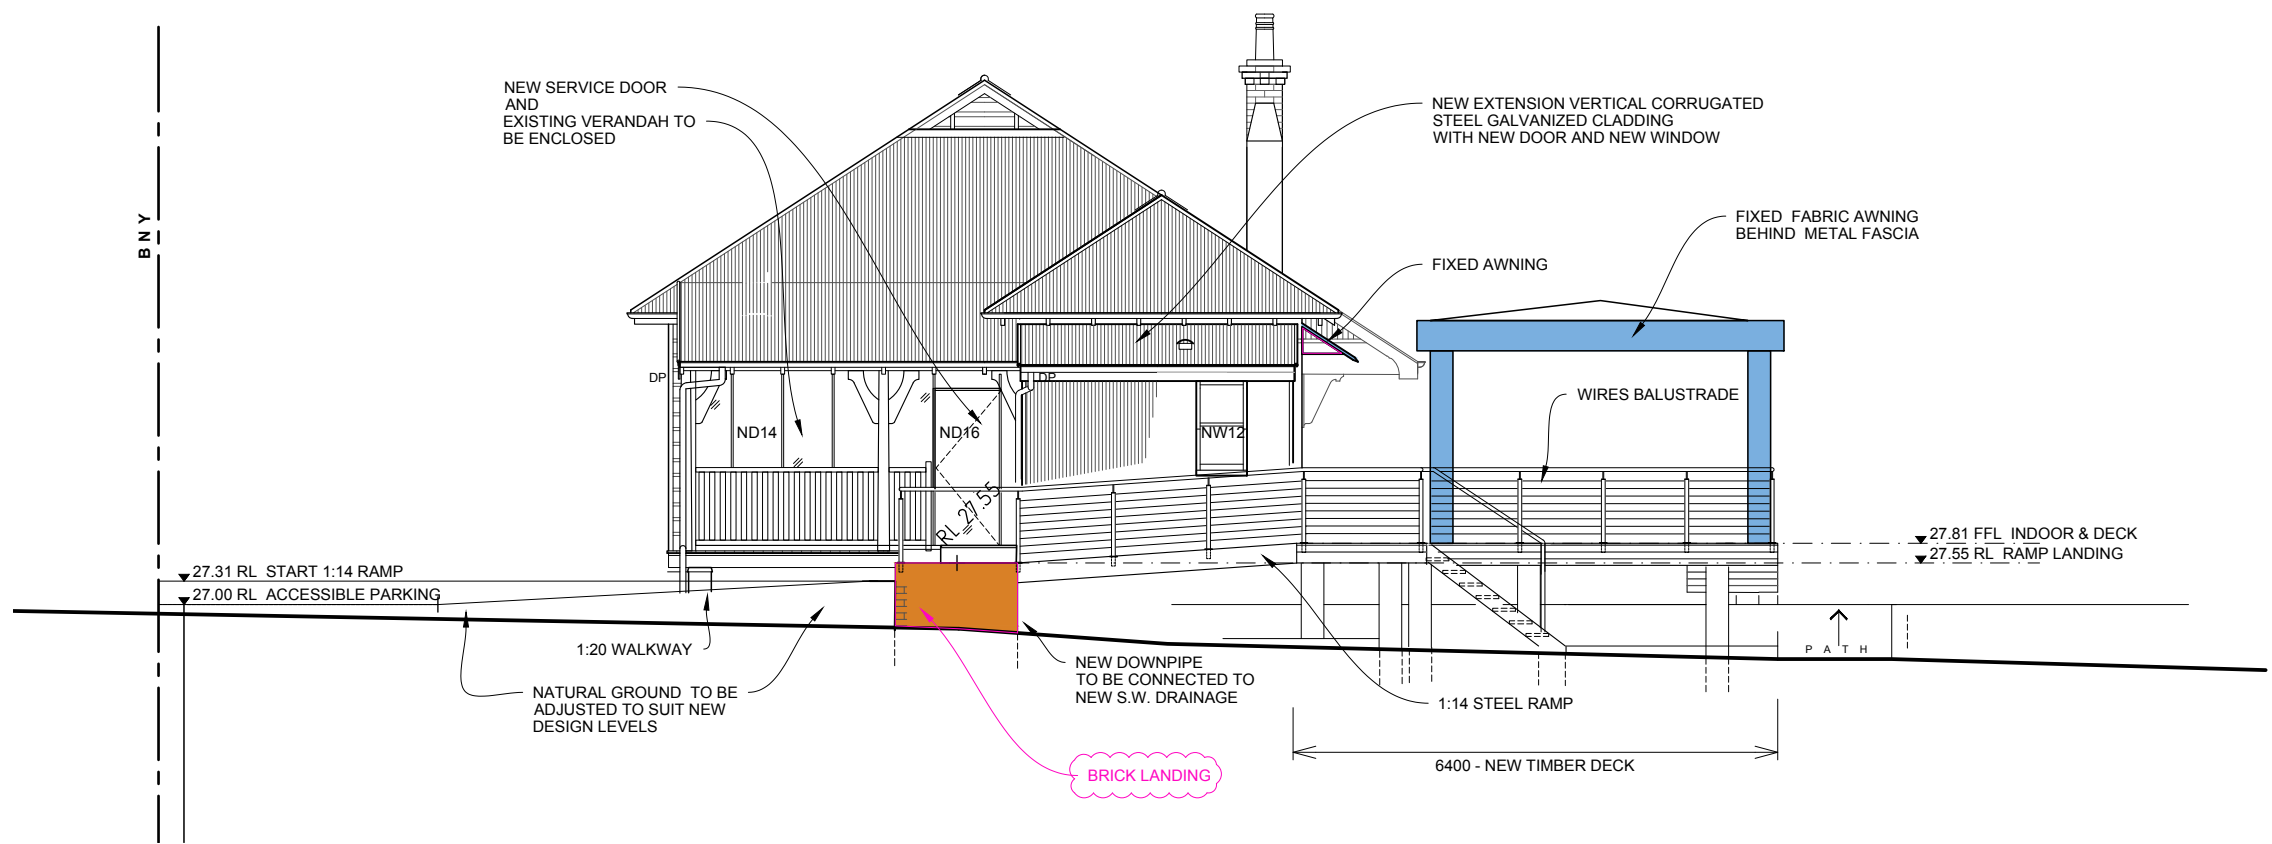 NEW SERVICE DOOR
AND
EXISTING VERANDAH TO
BE ENCLOSED
NEW EXTENSION VERTICAL CORRUGATED
STEEL GALVANIZED CLADDING
WITH NEW DOOR AND NEW WINDOW
FIXED FABRIC AWNING
BEHIND METAL FASCIA
BNY
FIXED AWNING
DP
DP
WIRES BALUSTRADE
ND14
ND16
NW12
RL 27.55
27.81 FFL INDOOR & DECK
27.55 RL RAMP LANDING
27.31 RL START 1:14 RAMP
27.00 RL ACCESSIBLE PARKING
1:20 WALKWAY
PATH
NEW DOWNPIPE
TO BE CONNECTED TO
NEW S.W. DRAINAGE
NATURAL GROUND TO BE
ADJUSTED TO SUIT NEW
DESIGN LEVELS
1:14 STEEL RAMP
BRICK LANDING
6400 - NEW TIMBER DECK